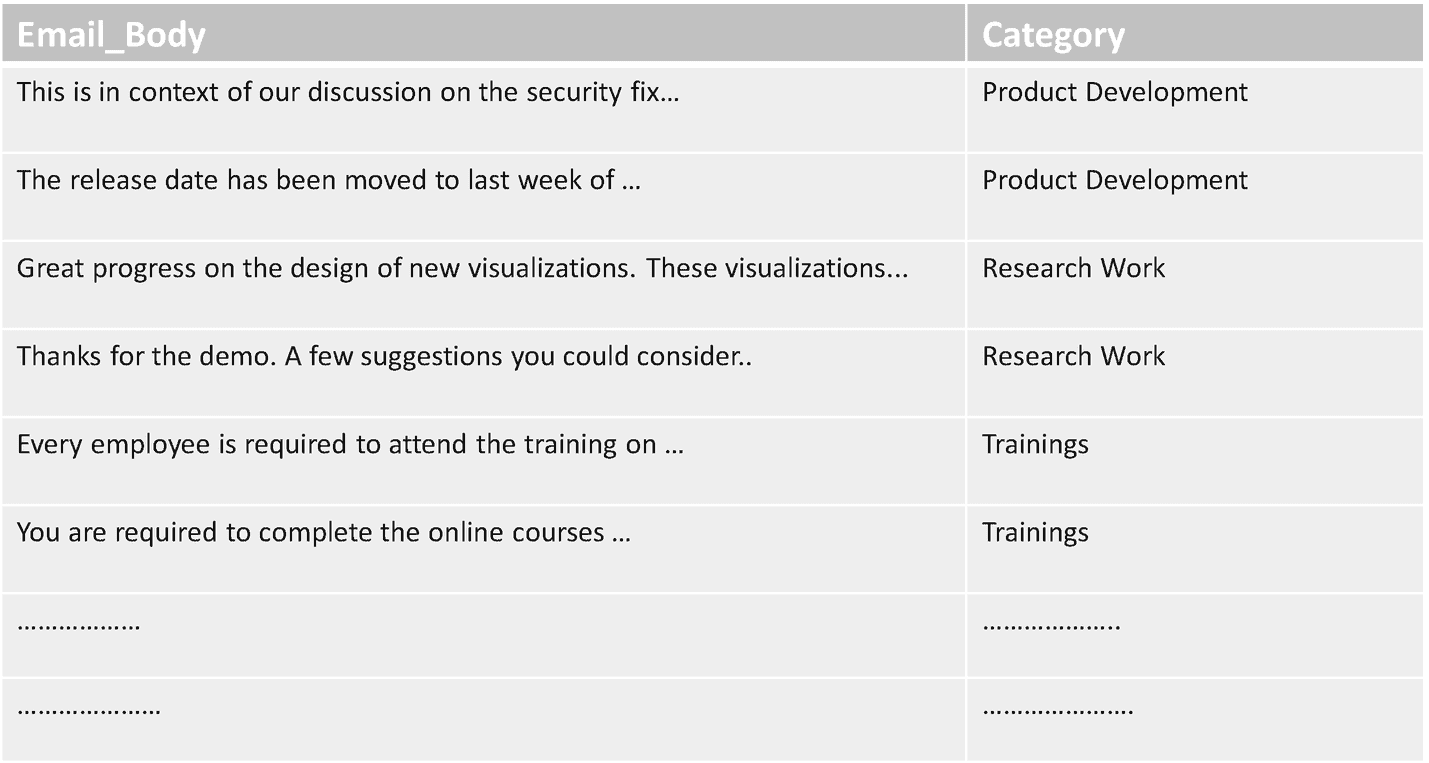 Email_Body Category
This is in context of our discussion on the security fix… Product Development
The release date has been moved to last week of … Product Development
Great progress on the design of new visualizations. These visualizations... Research Work
Thanks for the demo. A few suggestions you could consider.. Research Work
Every employee is required to attend the training on … Trainings
You are required to complete the online courses … Trainings
……………… ………………..
………………… ………………….